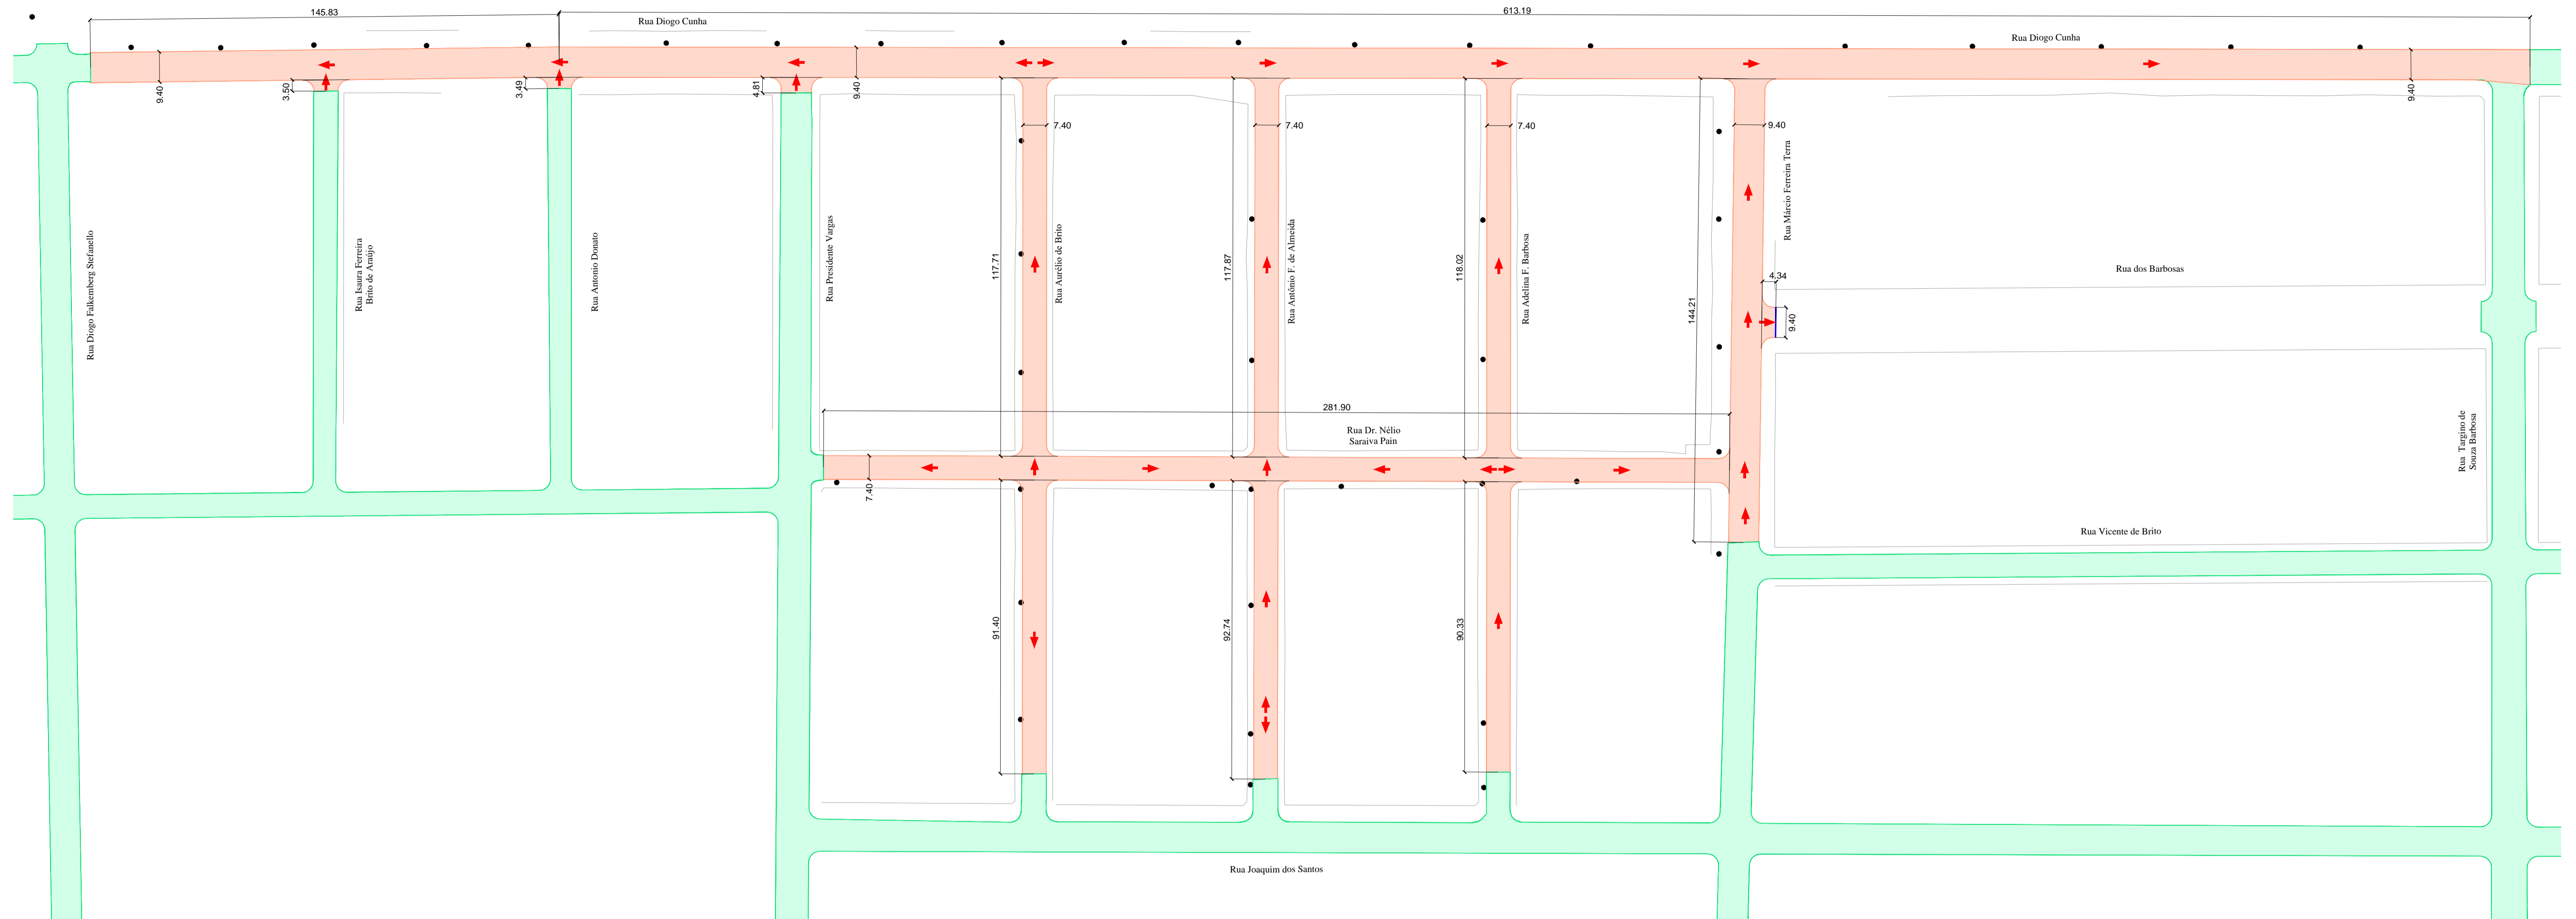 145.83
613.19
Rua Diogo Cunha
Rua Diogo Cunha
9.40
3.50
3.49
4.81
9.40
9.40
7.40
7.40
7.40
9.40
Rua Diogo Falkemberg Stefanello
Rua Isaura Ferreira
Brito de Araújo
Rua Antonio Donato
Rua Presidente Vargas
117.71
Rua Aurélio de Brito
117.87
Rua Antônio F. de Almeida
118.02
Rua Adelina F. Barbosa
144.21
Rua Márcio Ferreira Terra
4.34
9.40
Rua dos Barbosas
281.90
Rua Dr. Nélio
Saraiva Pain
7.40
Rua Targino de
Souza Barbosa
Rua Vicente de Brito
91.40
92.74
90.33
Rua Joaquim dos Santos